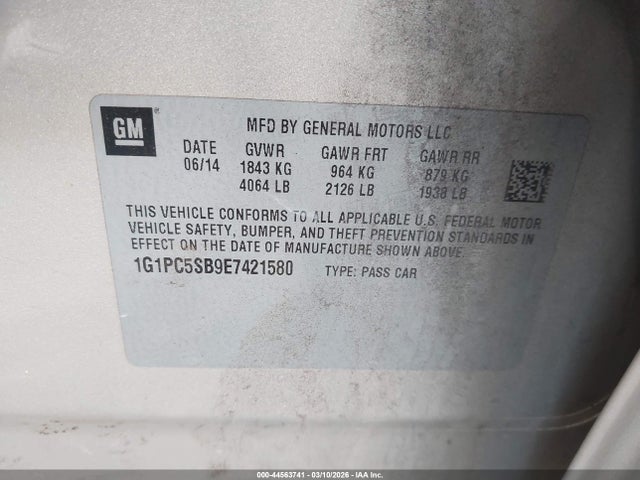 GM
MFD BY GENERAL MOTORS LLC
DATE GVWR GAWR FRT GAWR RR
06/14 1843 KG 964 KG 879 KG
4064 LB 2126 LB 1938 LB
THIS VEHICLE CONFORMS TO ALL APPLICABLE U.S. FEDERAL MOTOR
VEHICLE SAFETY, BUMPER, AND THEFT PREVENTION STANDARDS IN
EFFECT ON THE DATE OF MANUFACTURE SHOWN ABOVE.
1G1PC5SB9E7421580 TYPE: PASS CAR
000-44563741 - 03/10/2026 - IAAI.CA